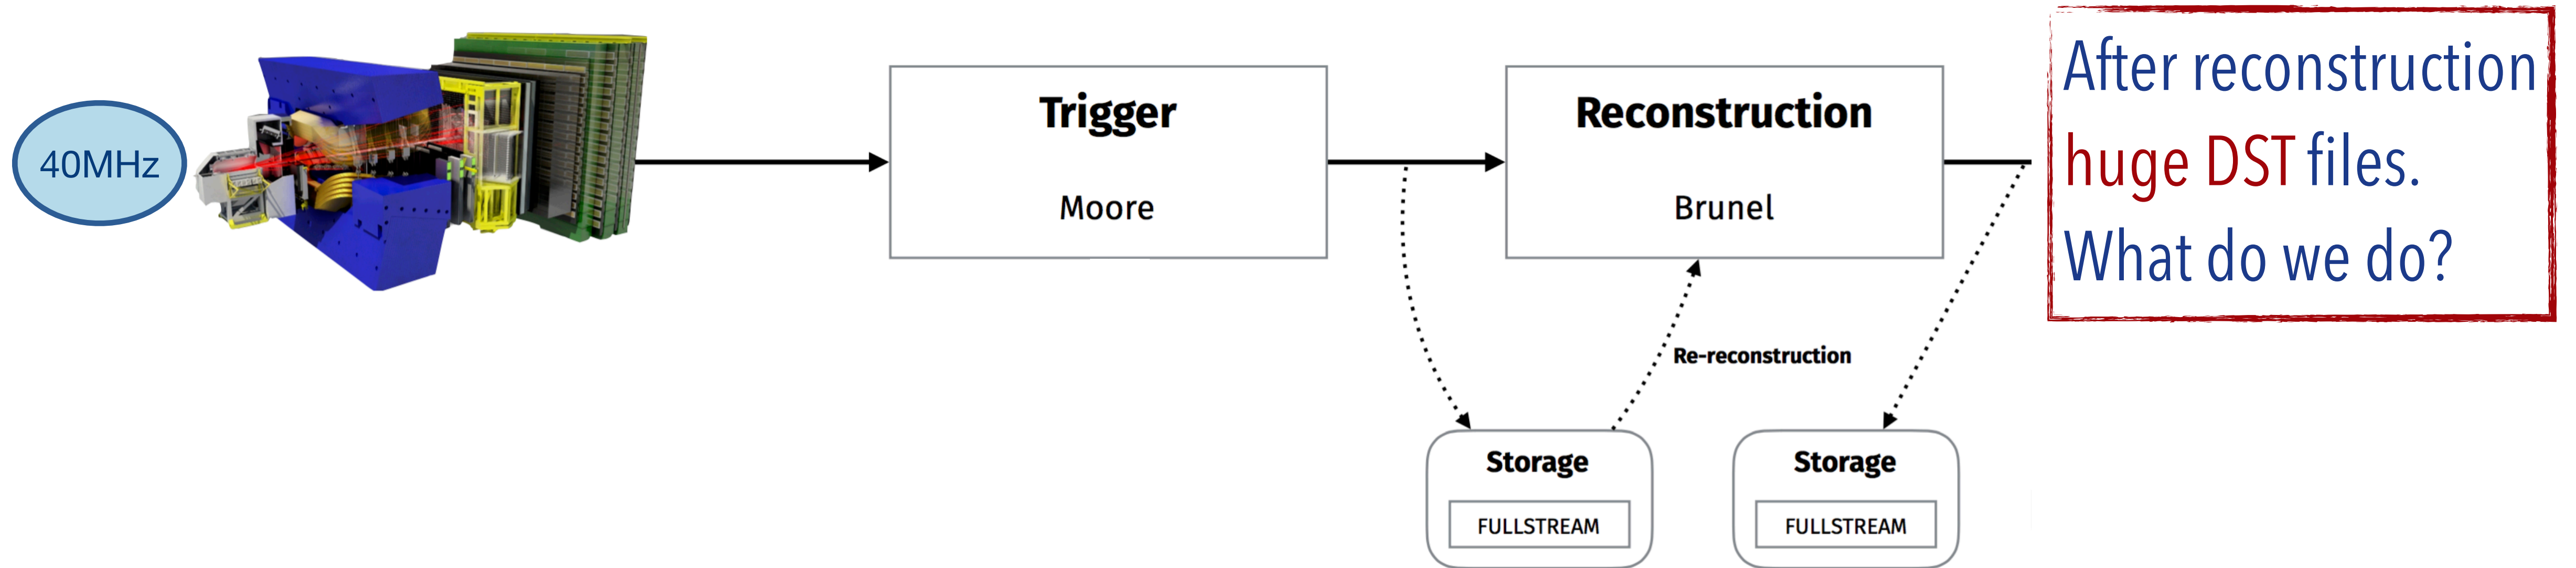 40MHz
Trigger
Moore
Reconstruction
Brunel
After reconstruction
huge DST files.
What do we do?
Re-reconstruction
Storage
FULLSTREAM
Storage
FULLSTREAM